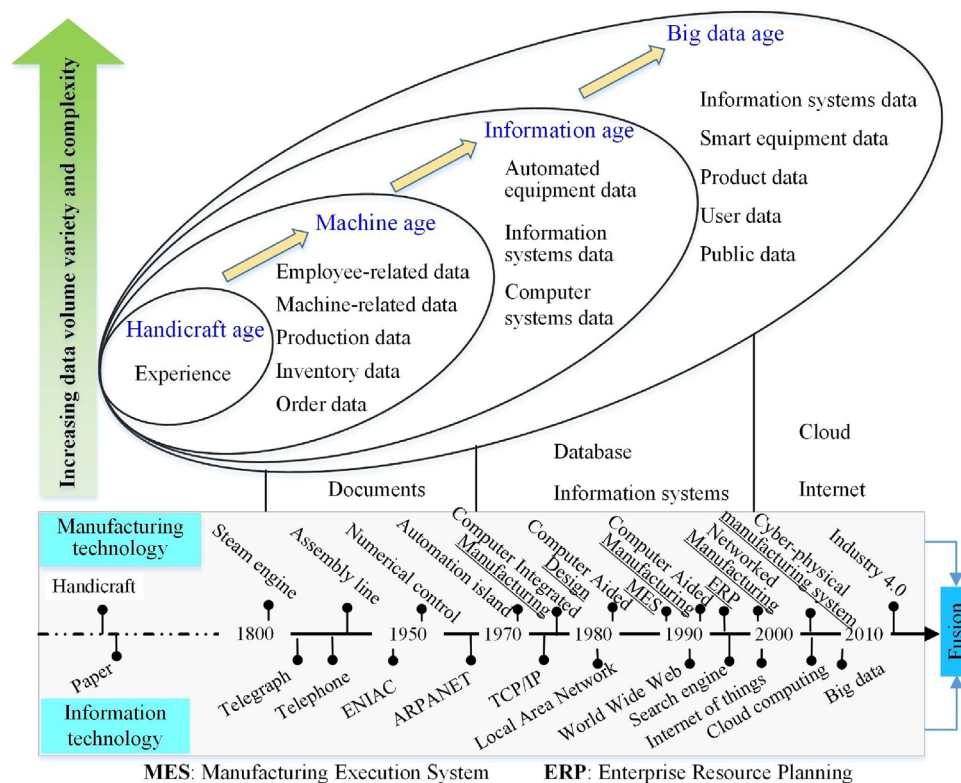 Increasing data volume variety and complexity
Big data age
Information systems data
Smart equipment data
Product data
User data
Public data
Information age
Automated
equipment data
Information
systems data
Computer
systems data
Machine age
Employee-related data
Machine-related data
Production data
Inventory data
Order data
Handicraft age
Experience
Documents
Database
Information systems
Cloud
Internet
Manufacturing
technology
Handicraft
Steam engine
Assembly line
Numerical control
Automation island
Computer Integrated
Manufacturing
Computer Aided
Design
MES
Computer Aided
Manufacturing
ERP
Networked
Manufacturing
Cyber-physical
manufacturing system
Industry 4.0
1800
1950
1970
1980
1990
2000
2010
Fusion
Paper
Telegraph
Telephone
ENIAC
ARPANET
TCP/IP
Local Area Network
World Wide Web
Search engine
Internet of things
Cloud computing
Big data
Information
technology
MES: Manufacturing Execution System
ERP: Enterprise Resource Planning